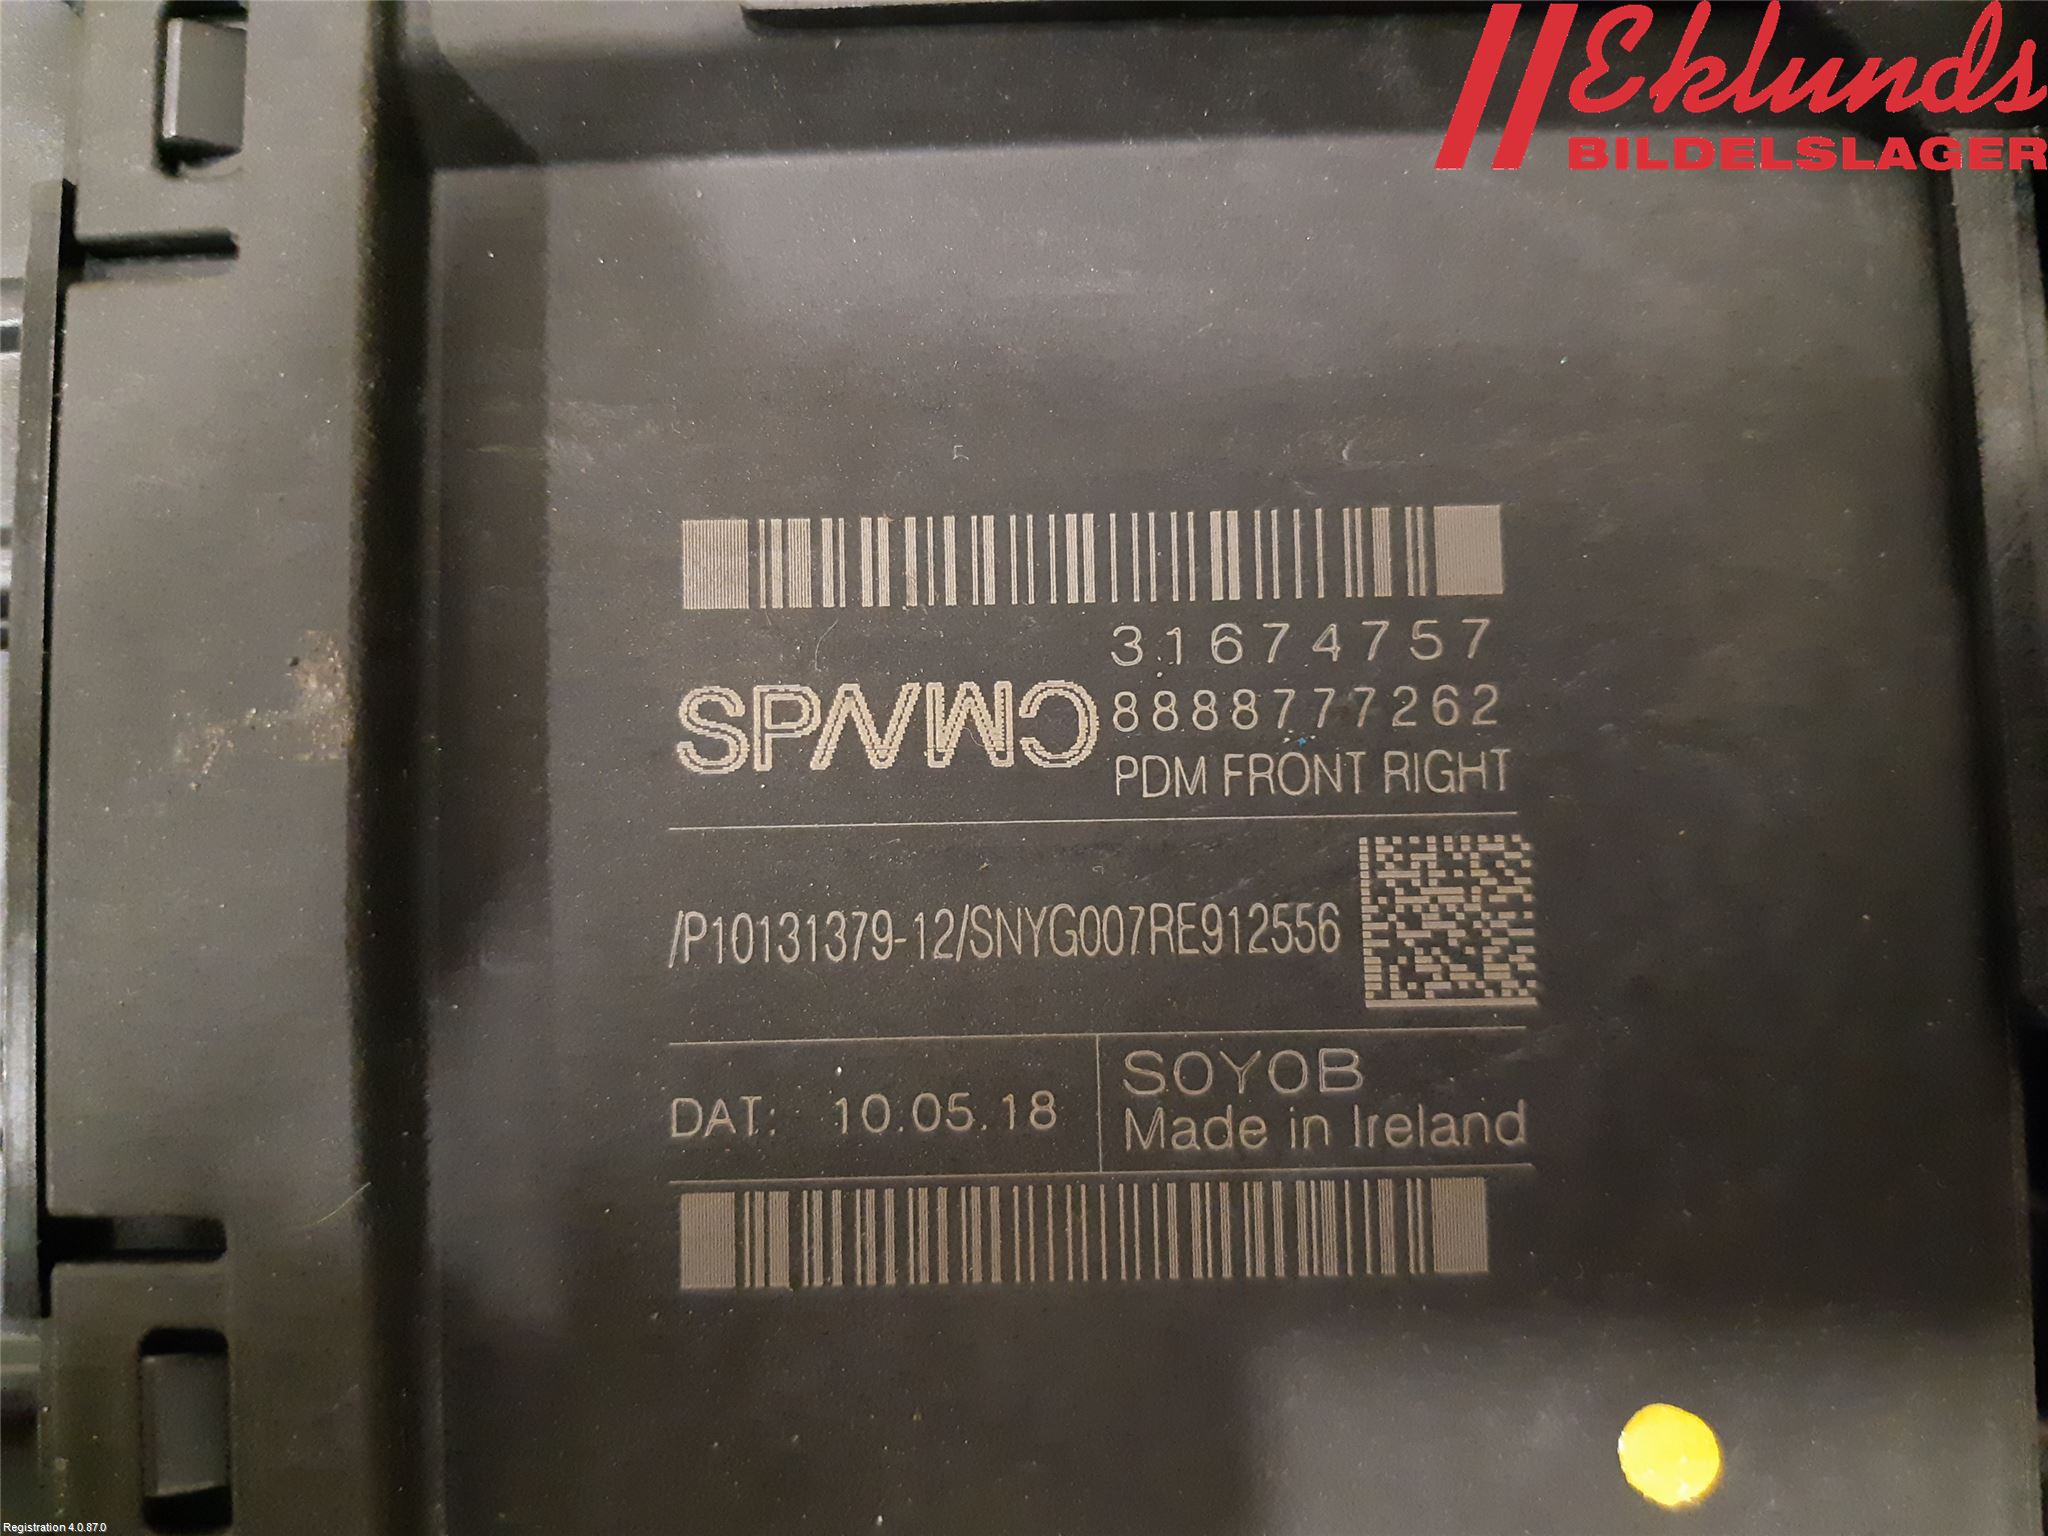 Eklunds
BILDELSLAGER
31674757
8888777262
PDM FRONT RIGHT
/P10131379-12/SNYG007RE912556
DAT: 10.05.18
SOYOB
Made in Ireland
Registration 4.0.87.0